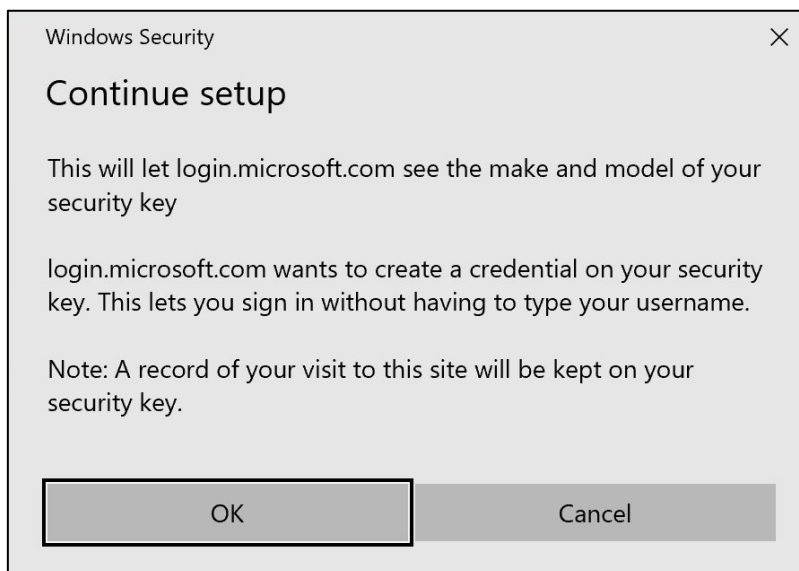 Windows Security
Continue setup
This will let login.microsoft.com see the make and model of your
security key
login.microsoft.com wants to create a credential on your security
key. This lets you sign in without having to type your username.
Note: A record of your visit to this site will be kept on your
security key.
OK
Cancel